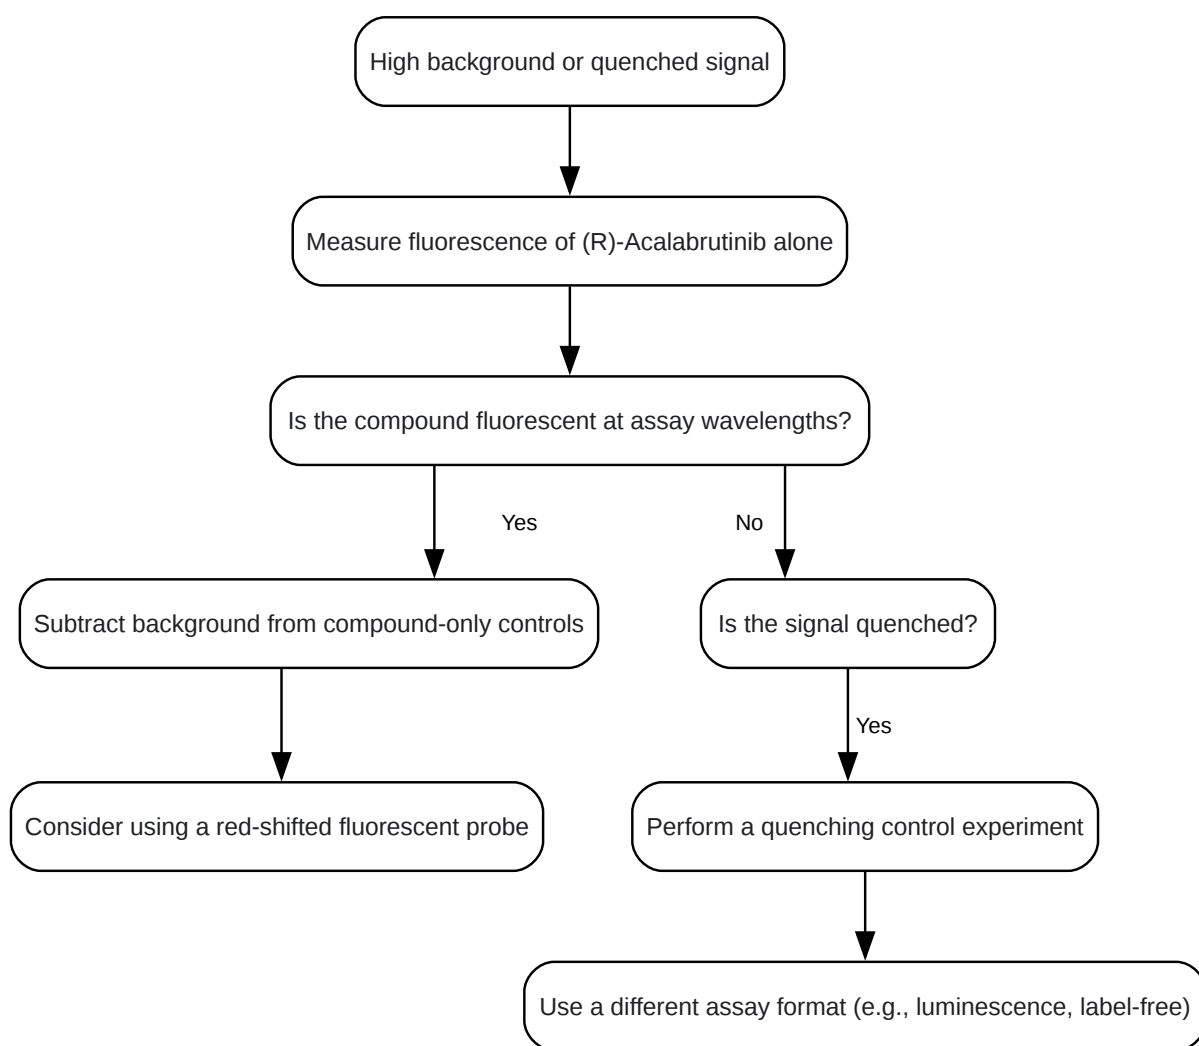 High background or quenched signal
Measure fluorescence of (R)-Acalabrutinib alone
Is the compound fluorescent at assay wavelengths?
Yes
No
Subtract background from compound-only controls
Is the signal quenched?
Yes
Consider using a red-shifted fluorescent probe
Perform a quenching control experiment
Use a different assay format (e.g., luminescence, label-free)